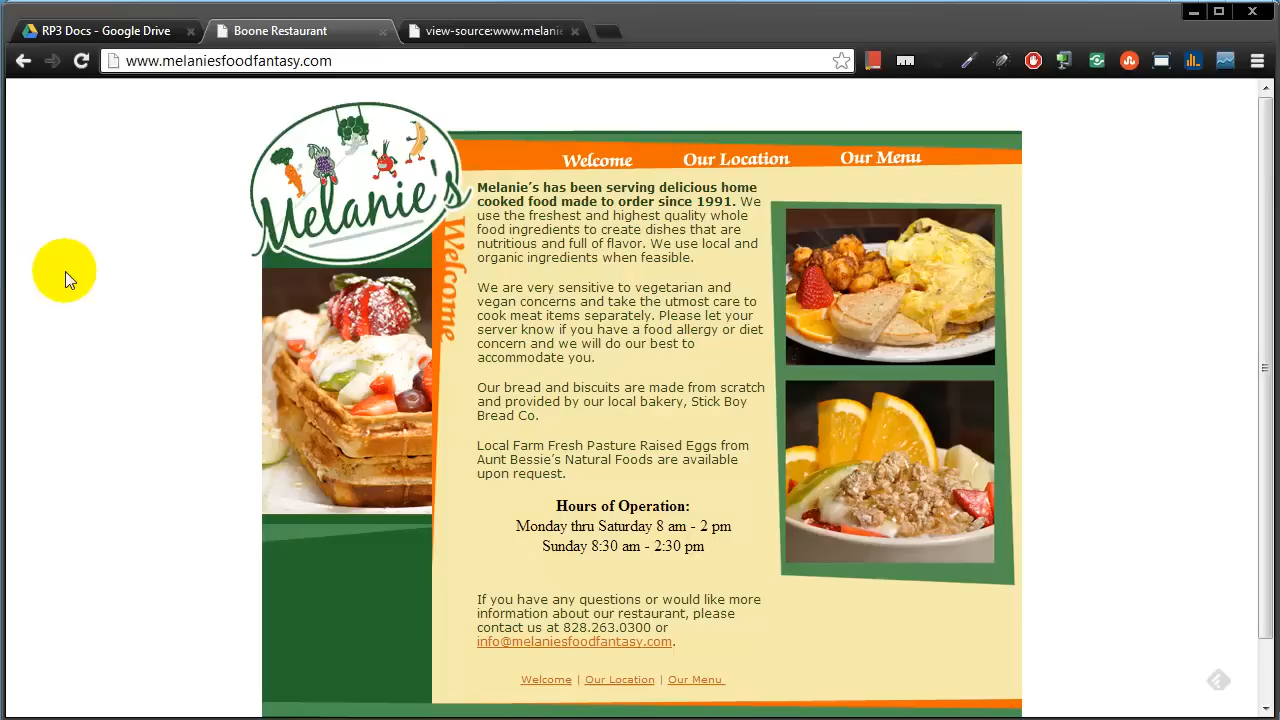 RP3 Docs - Google Drive
Boone Restaurant
view-source:www.melanie
www.melaniesfoodfantasy.com
Melanie's
Welcome
Our Location
Our Menu
Welcome
Melanie's has been serving delicious home
cooked food made to order since 1991. We
use the freshest and highest quality whole
food ingredients to create dishes that are
nutritious and full of flavor. We use local and
organic ingredients when feasible.
We are very sensitive to vegetarian and
vegan concerns and take the utmost care to
cook meat items separately. Please let your
server know if you have a food allergy or diet
concern and we will do our best to
accommodate you.
Our bread and biscuits are made from scratch
and provided by our local bakery, Stick Boy
Bread Co.
Local Farm Fresh Pasture Raised Eggs from
Aunt Bessie's Natural Foods are available
upon request.
Hours of Operation:
Monday thru Saturday 8 am - 2 pm
Sunday 8:30 am - 2:30 pm
If you have any questions or would like more
information about our restaurant, please
contact us at 828.263.0300 or
info@melaniesfoodfantasy.com.
Welcome | Our Location | Our Menu